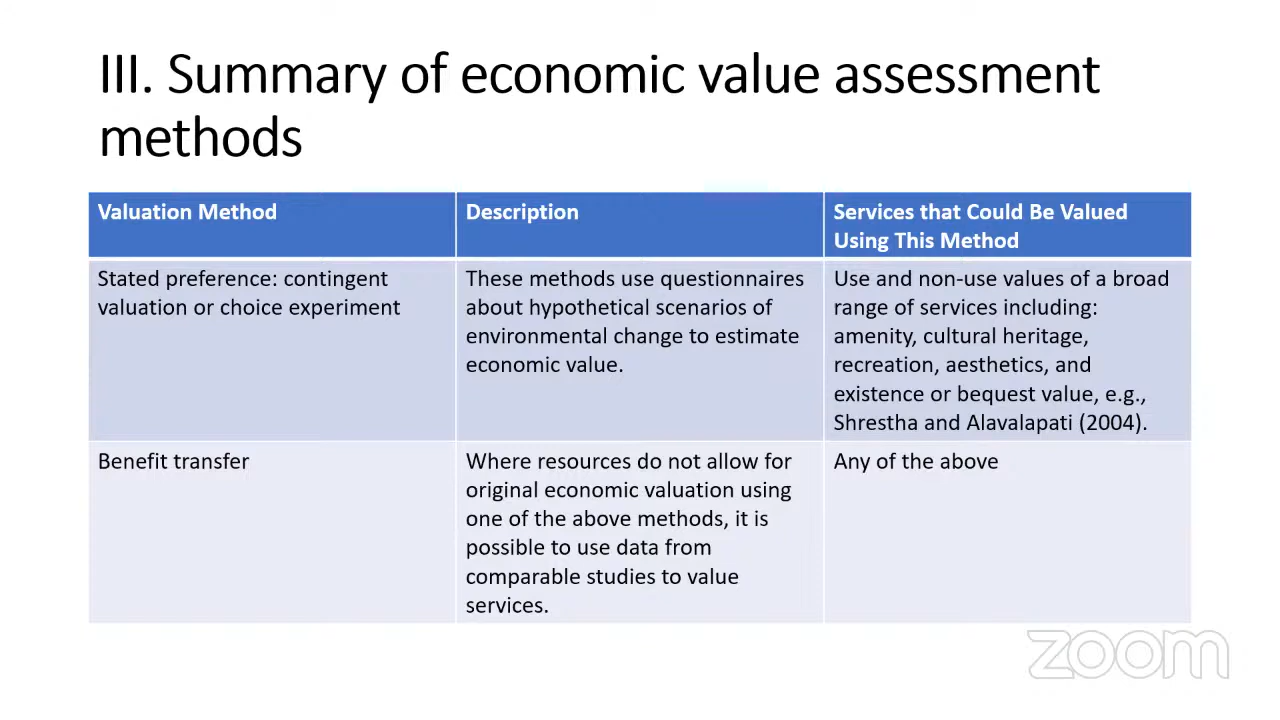 III. Summary of economic value assessment
methods
Valuation Method
Description
Services that Could Be Valued
Using This Method
Stated preference: contingent
valuation or choice experiment
These methods use questionnaires
about hypothetical scenarios of
environmental change to estimate
economic value.
Use and non-use values of a broad
range of services including:
amenity, cultural heritage,
recreation, aesthetics, and
existence or bequest value, e.g.,
Shrestha and Alavalapati (2004).
Benefit transfer
Where resources do not allow for
original economic valuation using
one of the above methods, it is
possible to use data from
comparable studies to value
services.
Any of the above
zoom